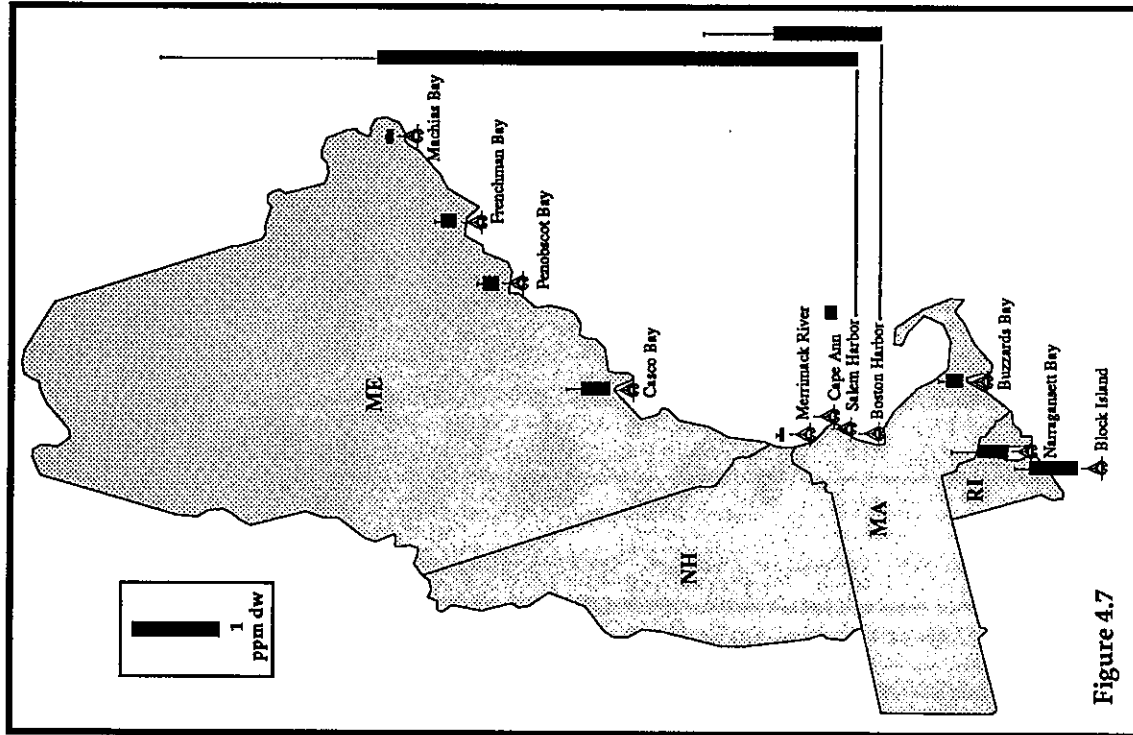 1
ppm dw
ME
NH
MA
RI
Machias Bay
Frenchman Bay
Penobscot Bay
Casco Bay
Merrimack River
Cape Ann
Salem Harbor
Boston Harbor
Buzzards Bay
Narragansett Bay
Block Island
Figure 4.7